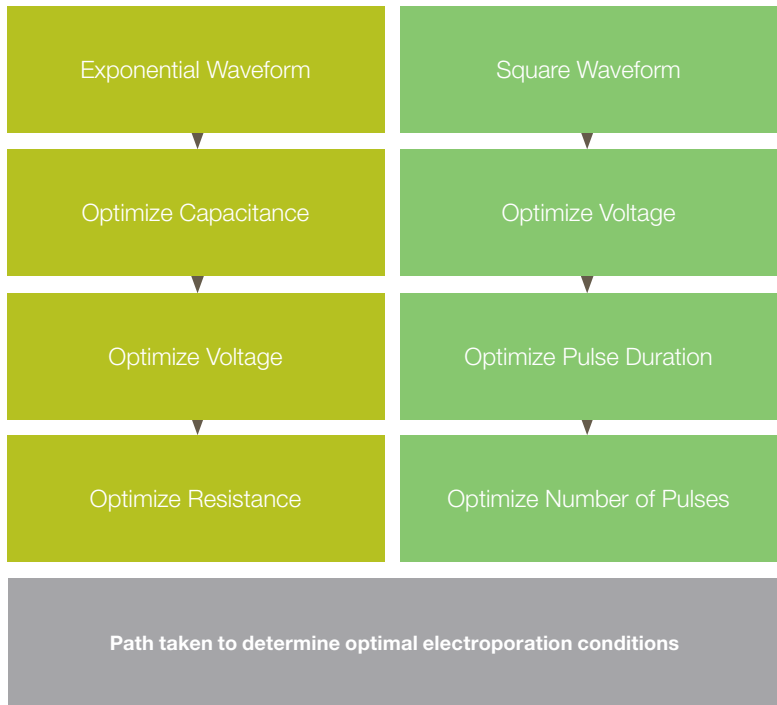 Exponential Waveform
Optimize Capacitance
Optimize Voltage
Optimize Resistance
Square Waveform
Optimize Voltage
Optimize Pulse Duration
Optimize Number of Pulses
Path taken to determine optimal electroporation conditions